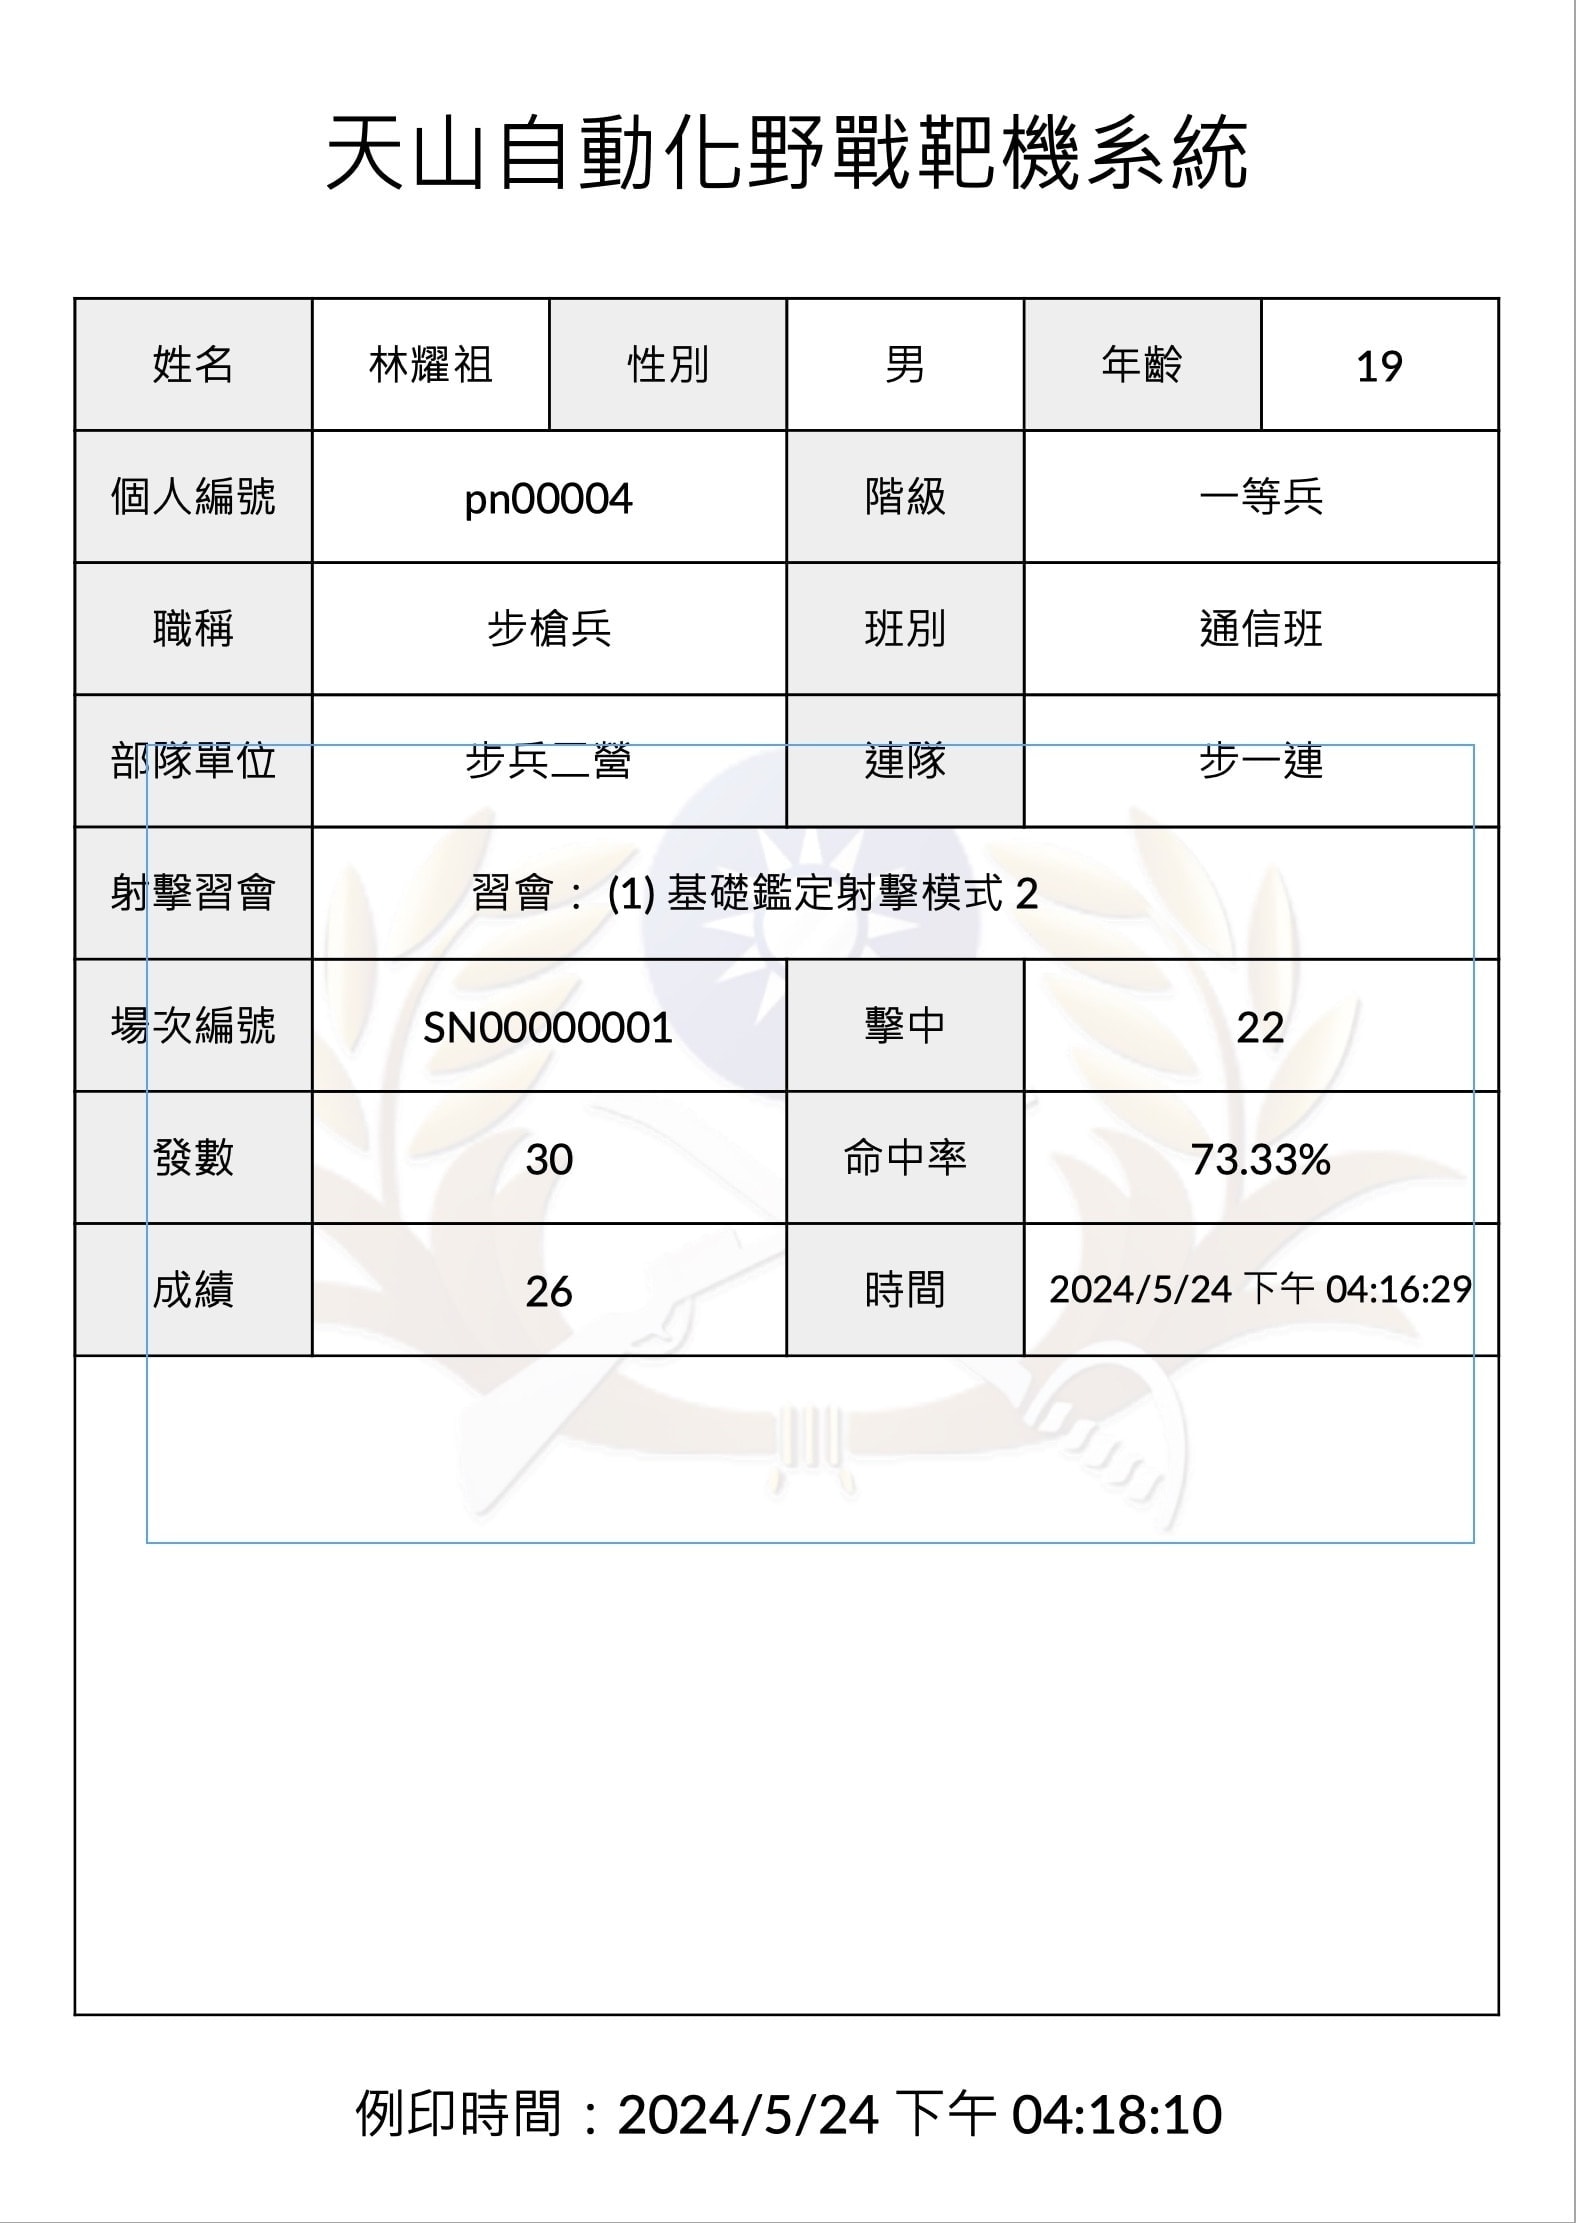 天山自動化野戰靶機系統
姓名 林耀祖 性別 男 年齡 19
個人編號 pn00004 階級 一等兵
職稱 步槍兵 班別 通信班
部隊單位 步兵三營 連隊 步一連
射擊習會 習會： (1) 基礎鑑定射擊模式 2
場次編號 SN00000001 擊中 22
發數 30 命中率 73.33%
成績 26 時間 2024/5/24 下午 04:16:29
例印時間：2024/5/24 下午 04:18:10